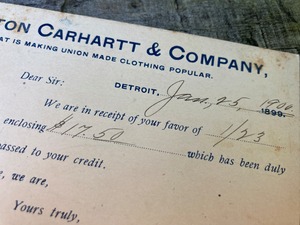 TON CARHARTT & COMPANY,
AT IS MAKING UNION MADE CLOTHING POPULAR.
Dear Sir: DETROIT, Jan, 25 1900 1899
We are in receipt of your favor of 1/23
enclosing $17.50 which has been duly
passed to your credit.
e, we are,
Yours truly,